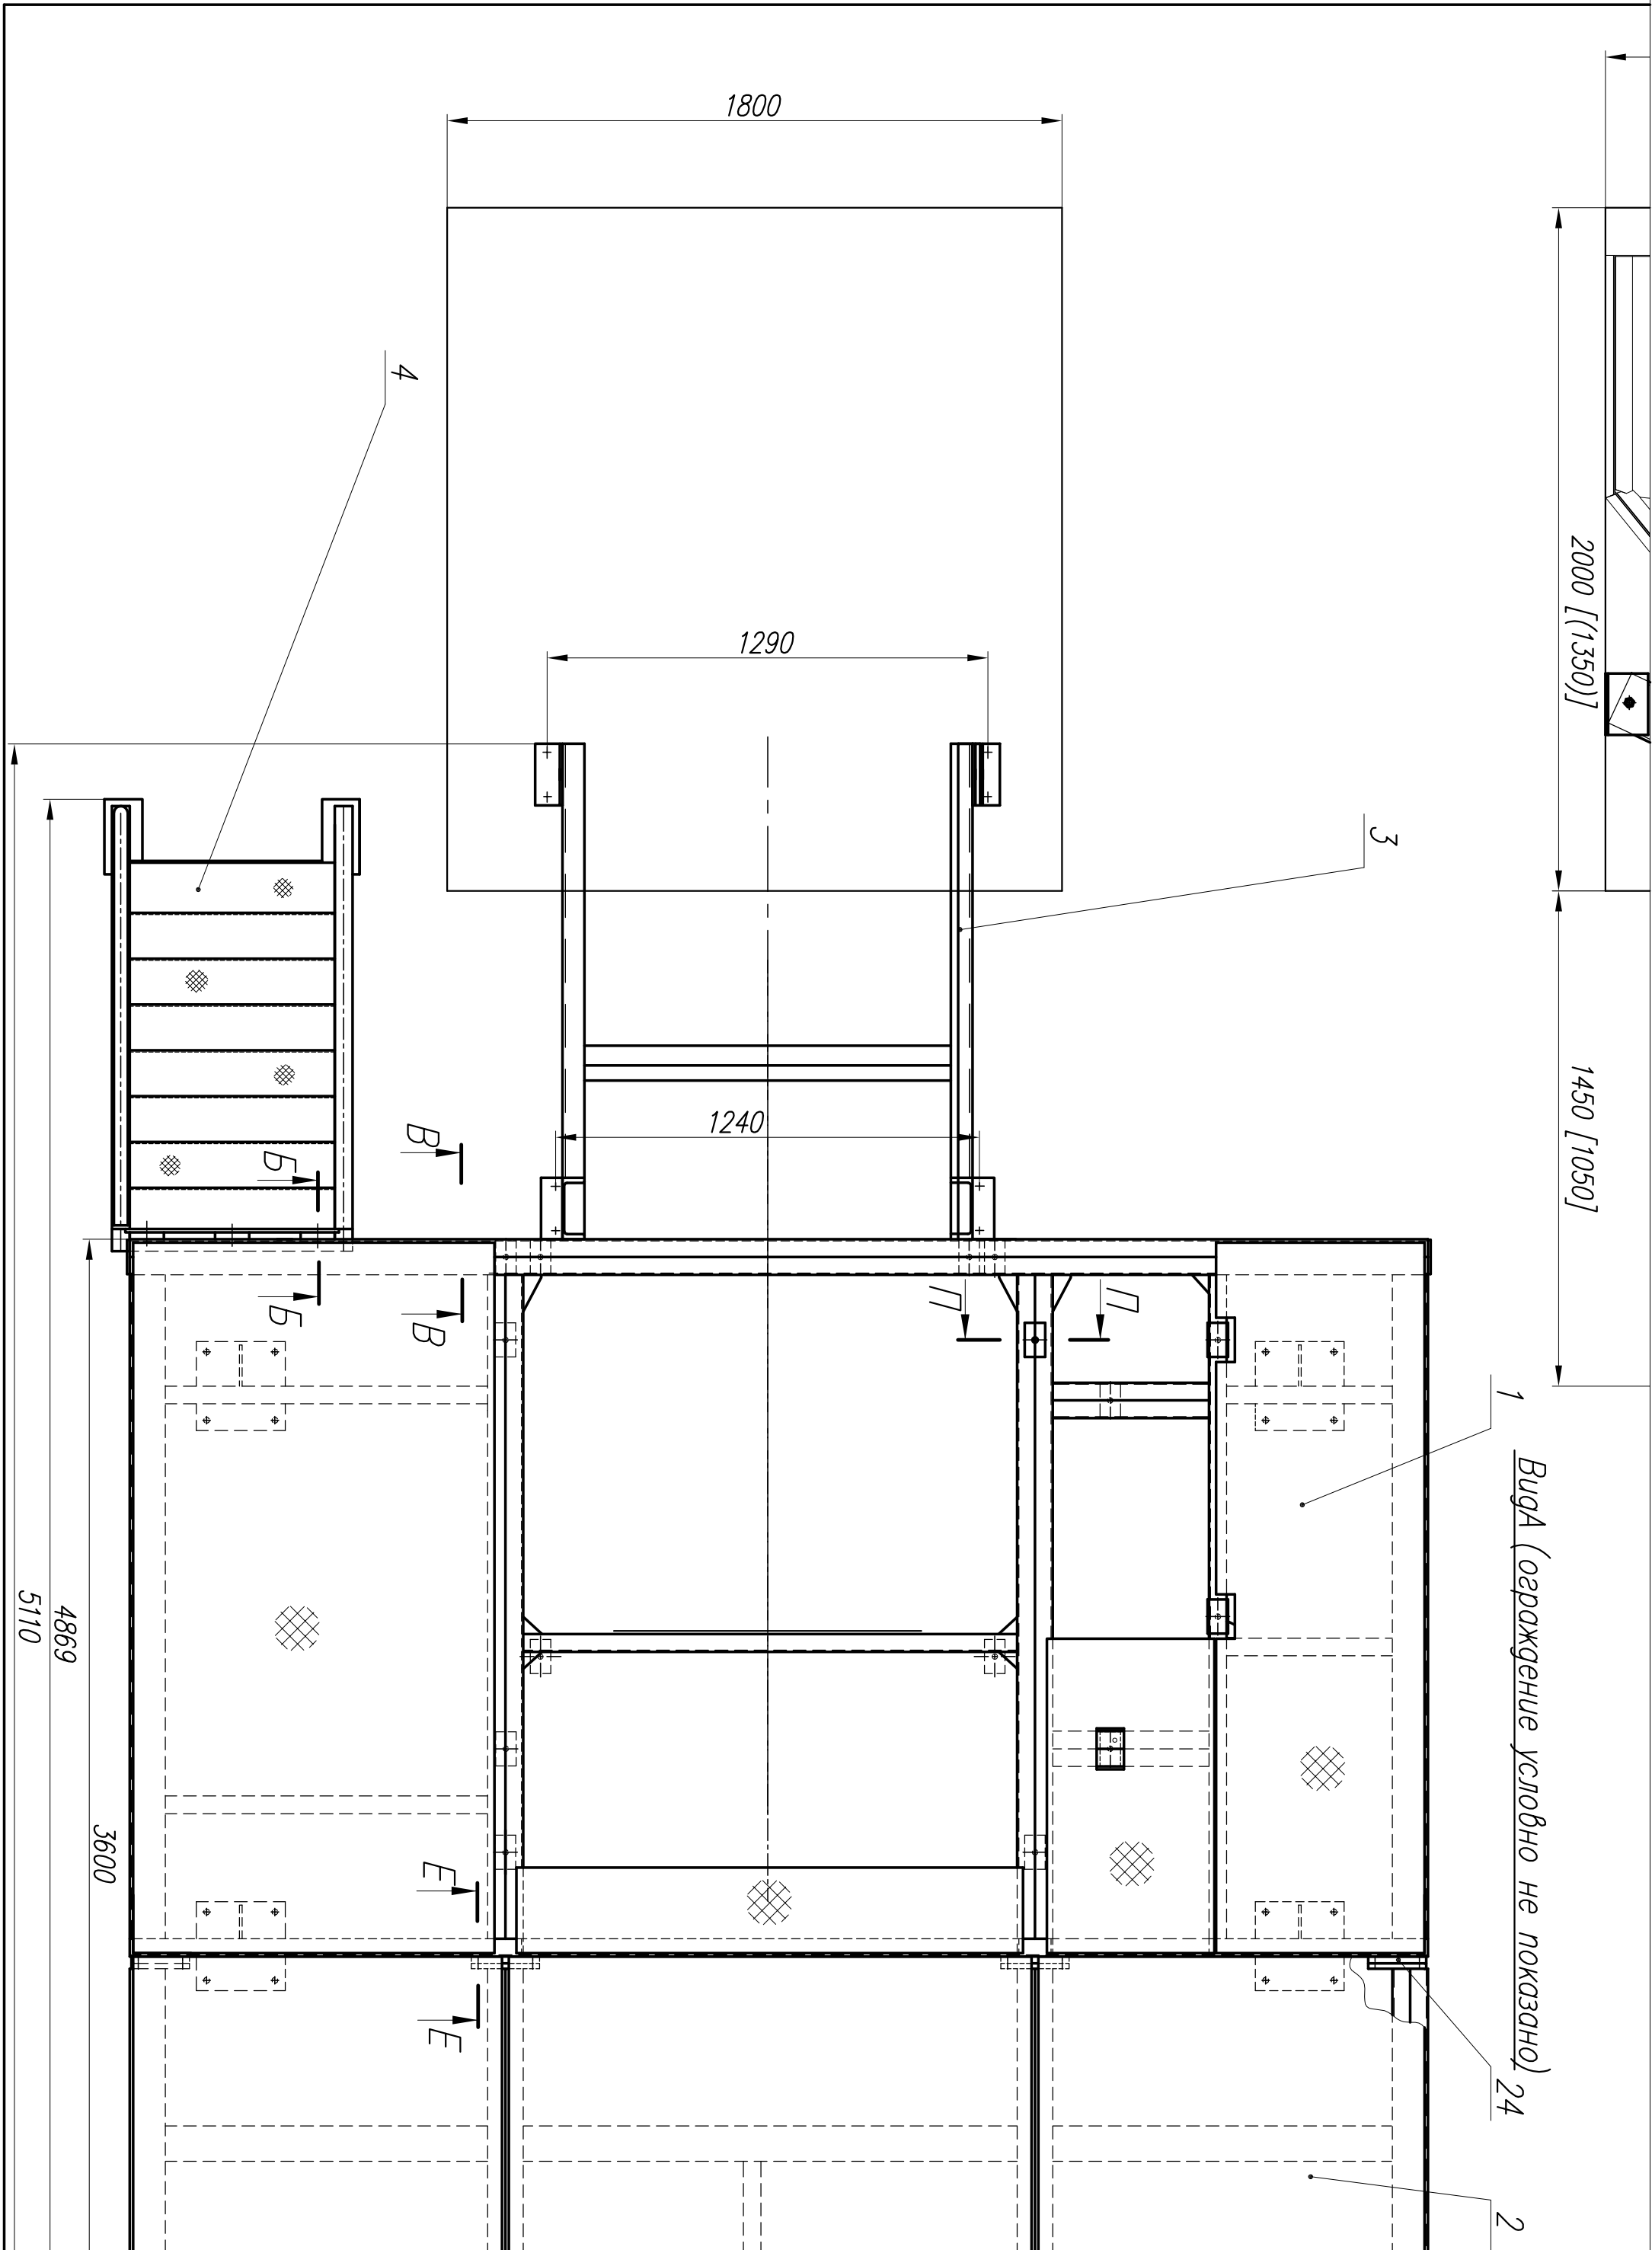 1800
2000 [(1350)]
4
1290
3
1240
1450 [1050]
В
Б
П
П
Б
В
1
ВидА (ограждение условно не показано)
5110
4869
3600
Е
Е
24
2